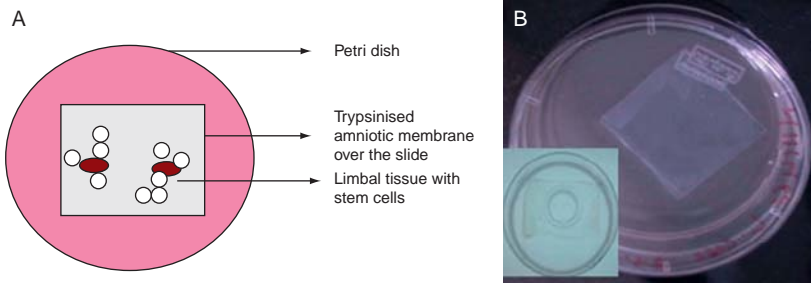 A
Petri dish
Trypsinised
amniotic membrane
over the slide
Limbal tissue with
stem cells
B